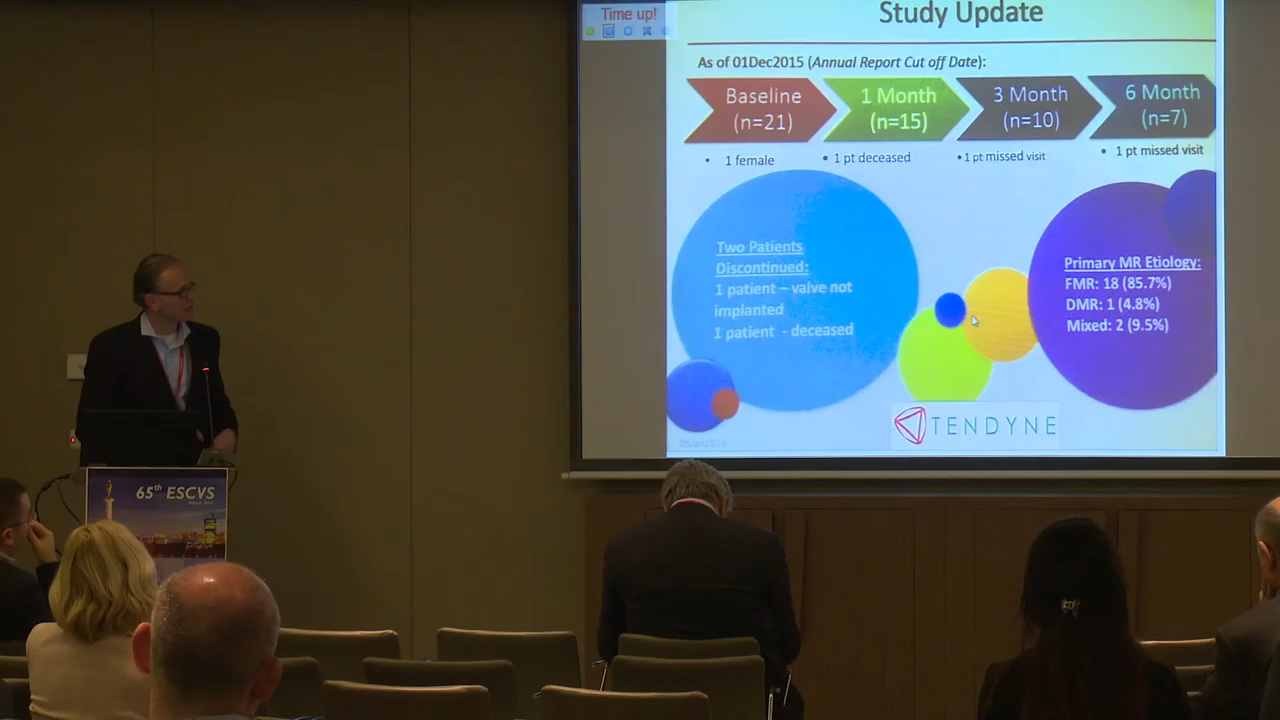 Time up!
Study Update
As of 01Dec2015 (Annual Report Cut off Date):
Baseline
(n=21)
1 Month
(n=15)
3 Month
(n=10)
6 Month
(n=7)
• 1 female
• 1 pt deceased
• 1 pt missed visit
• 1 pt missed visit
Two Patients
Discontinued:
1 patient – valve not
implanted
1 patient - deceased
Primary MR Etiology:
FMR: 18 (85.7%)
DMR: 1 (4.8%)
Mixed: 2 (9.5%)
TENDYNE
65th ESCVS